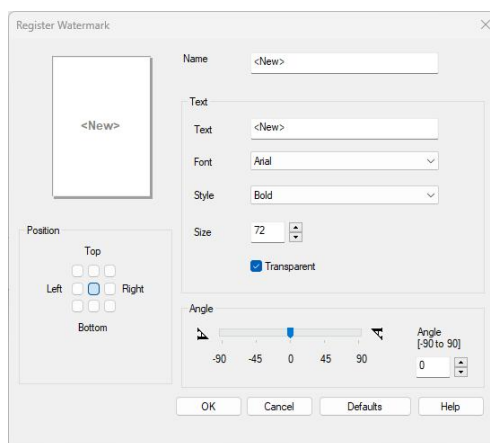 Register Watermark
Name
<New>
<New>
Text
Text
<New>
Font
Arial
Style
Bold
Size
72
Transparent
Position
Top
Left
Right
Bottom
Angle
-90 -45 0 45 90
Angle
[-90 to 90]
0
OK Cancel Defaults Help